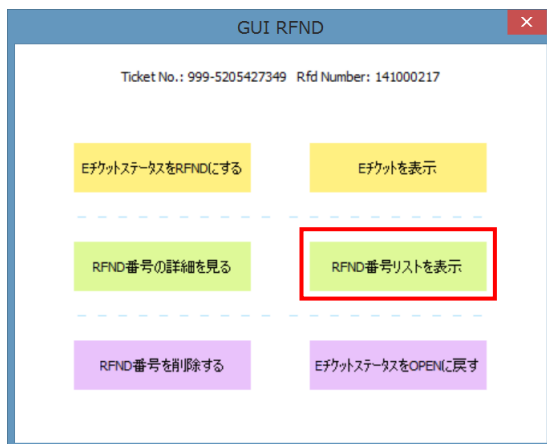 GUI RFND
Ticket No.: 999-5205427349 Rfd Number: 141000217
EチケットステータスをRFNDにする
Eチケットを表示
RFND番号の詳細を見る
RFND番号リストを表示
RFND番号を削除する
EチケットステータスをOPENに戻す